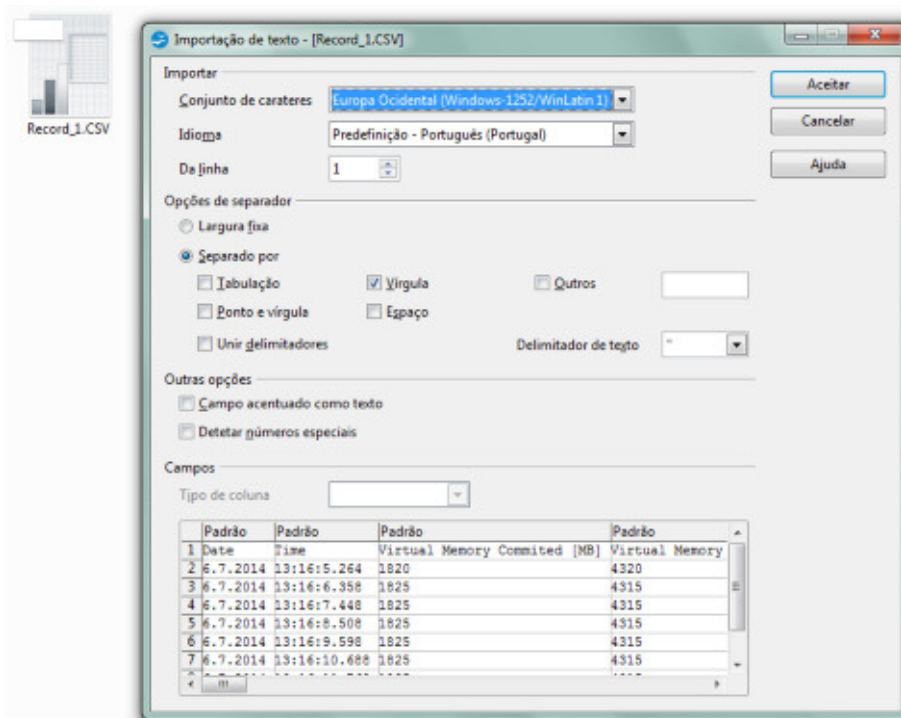 Record_1.CSV
Importação de texto - [Record_1.CSV]
Importar
Conjunto de carateres Europa Ocidental (Windows-1252/WinLatin 1)
Idioma Predefinição - Português (Portugal)
Da linha 1
Aceitar
Cancelar
Ajuda
Opções de separador
Largura fixa
Separado por
Tabulação Vírgula Outros
Ponto e vírgula Espaço
Unir delimitadores Delimitador de texto "
Outras opções
Campo acentuado como texto
Detetar números especiais
Campos
Tipo de coluna
Padrão Padrão Padrão Padrão
1 Date Time Virtual Memory Commited [MB] Virtual Memory
2 6.7.2014 13:16:5.264 1820 4320
3 6.7.2014 13:16:6.358 1825 4315
4 6.7.2014 13:16:7.448 1825 4315
5 6.7.2014 13:16:8.508 1825 4315
6 6.7.2014 13:16:9.598 1825 4315
7 6.7.2014 13:16:10.688 1825 4315